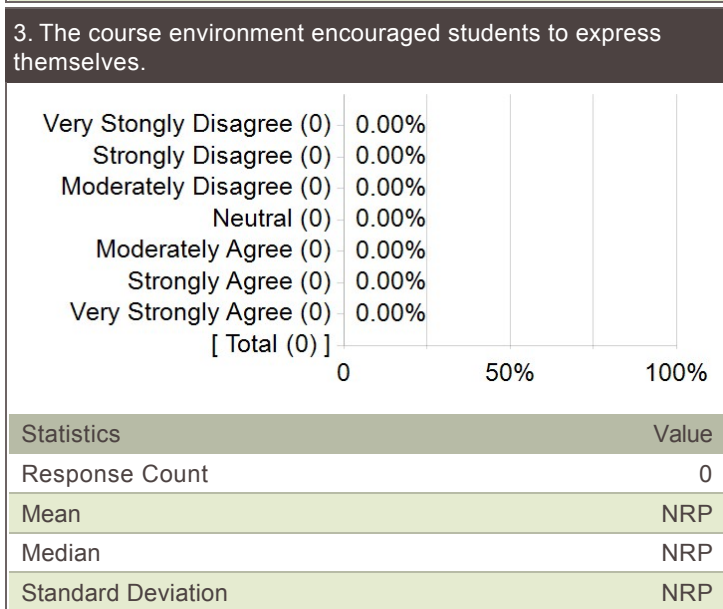 3. The course environment encouraged students to express
themselves.
Very Stongly Disagree (0) 0.00%
Strongly Disagree (0) 0.00%
Moderately Disagree (0) 0.00%
Neutral (0) 0.00%
Moderately Agree (0) 0.00%
Strongly Agree (0) 0.00%
Very Strongly Agree (0) 0.00%
[ Total (0) ]
0 50% 100%
Statistics Value
Response Count 0
Mean NRP
Median NRP
Standard Deviation NRP